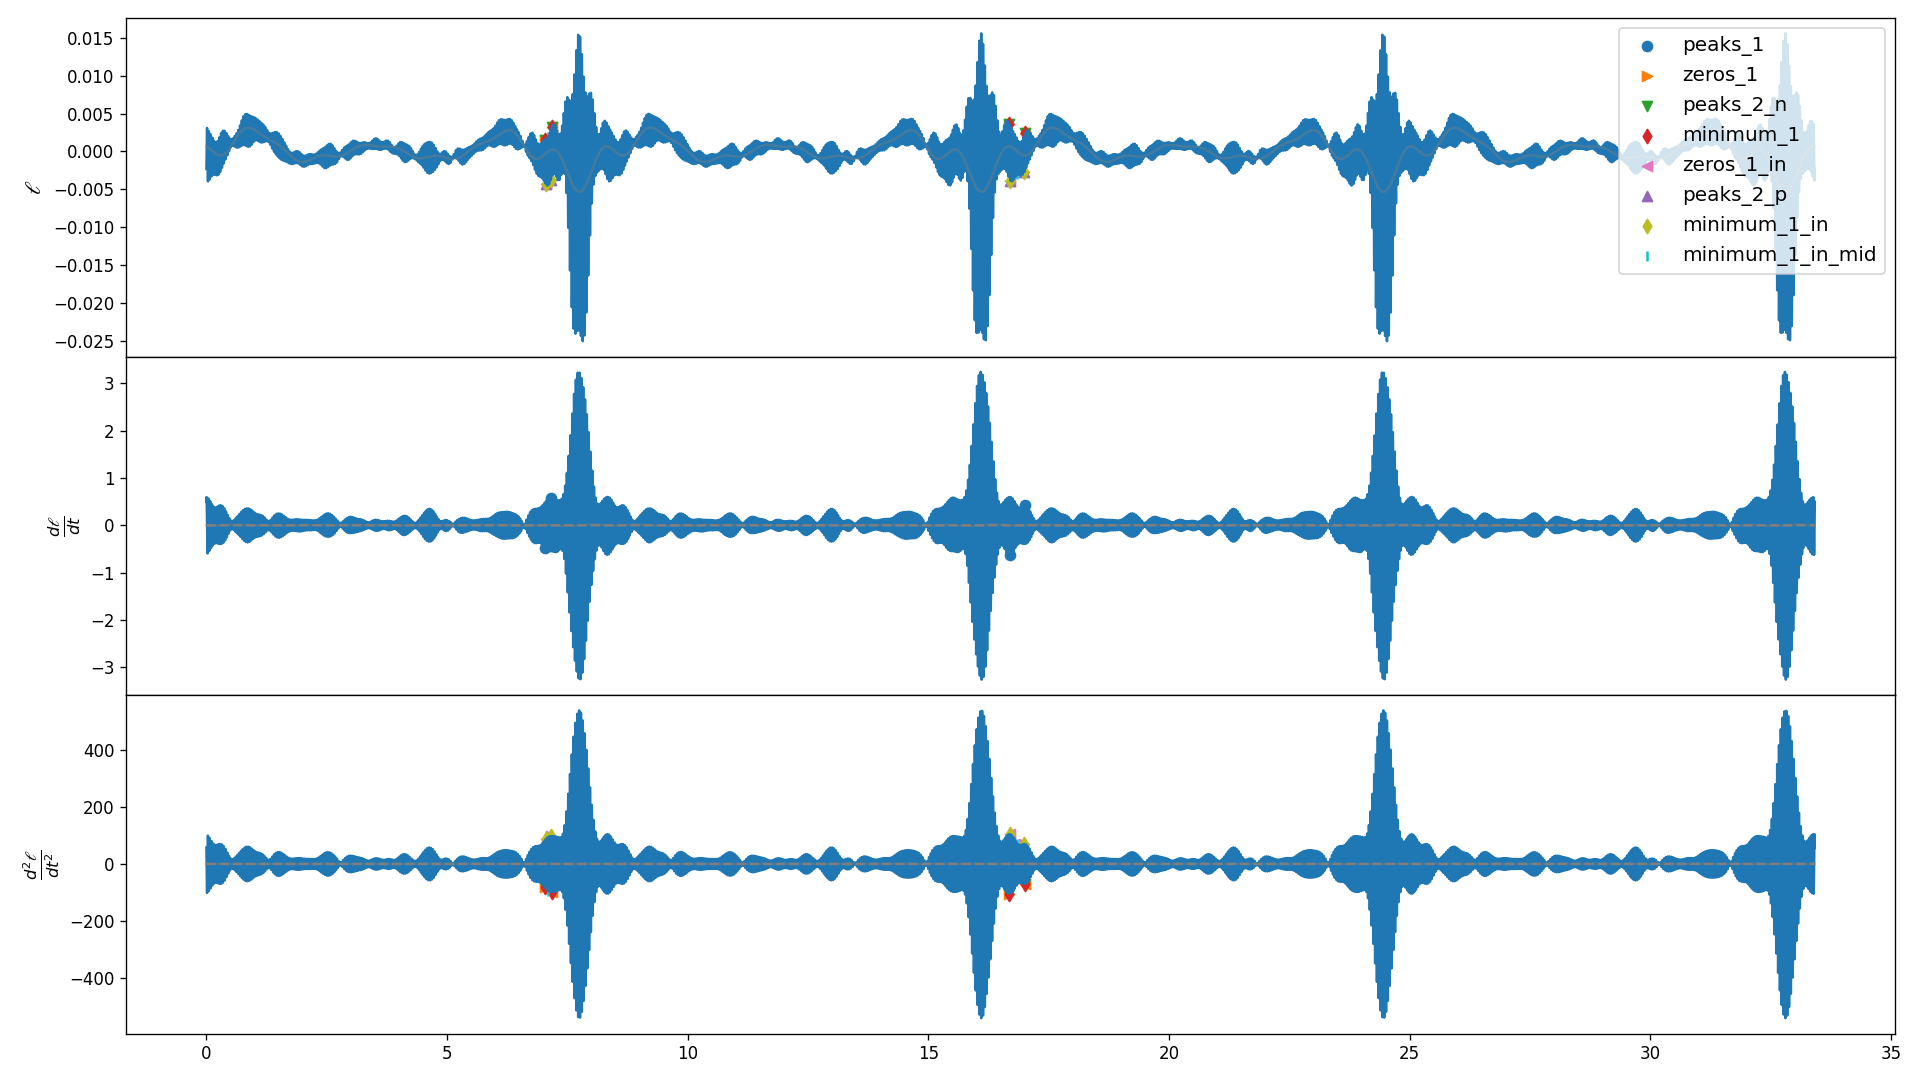 0.015
0.010
0.005
0.000
−0.005
−0.010
−0.015
−0.020
−0.025
ℓ
peaks_1
zeros_1
peaks_2_n
minimum_1
zeros_1_in
peaks_2_p
minimum_1_in
minimum_1_in_mid
3
2
1
0
−1
−2
−3
dℓ
dt
400
200
0
−200
−400
d²ℓ
dt²
0 5 10 15 20 25 30 35